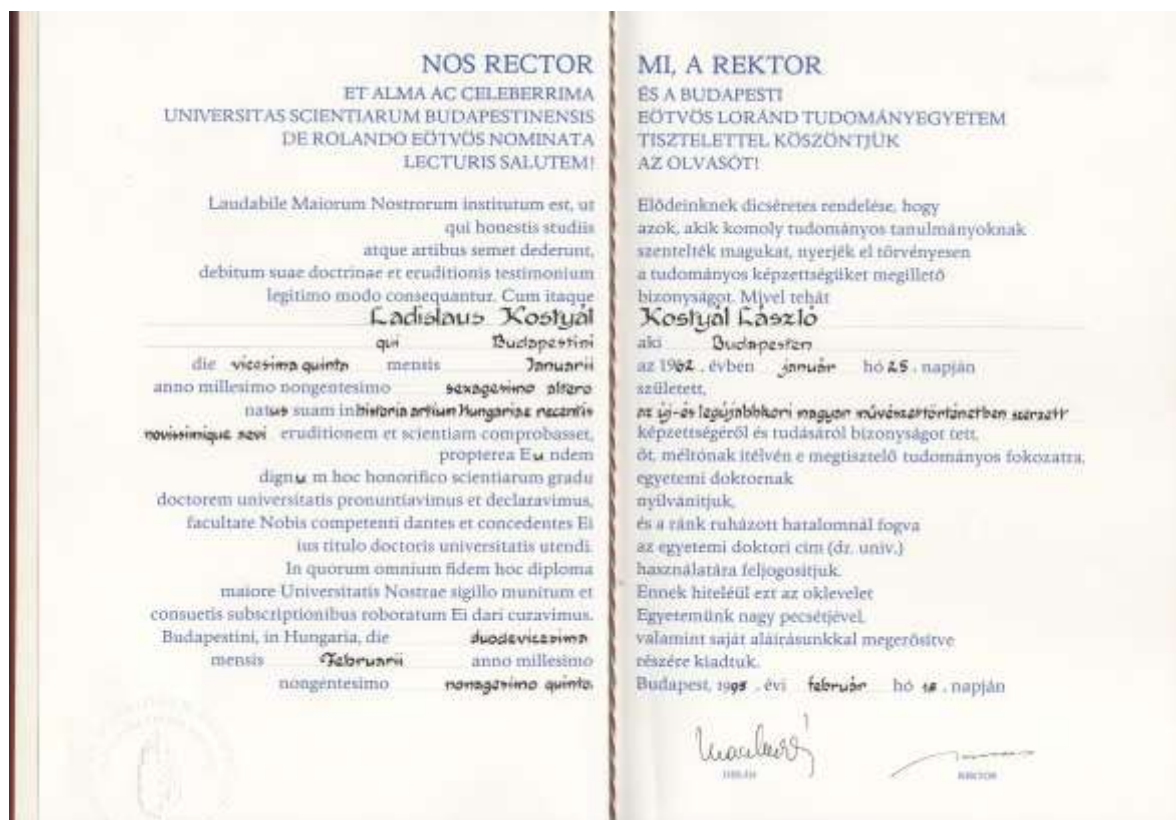 NOS RECTOR
ET ALMA AC CELEBERRIMA
UNIVERSITAS SCIENTIARUM BUDAPESTINENSIS
DE ROLANDO EÖTVÖS NOMINATA
LECTURIS SALUTEM!
Laudabile Maiorum Nostrorum institutum est, ut
qui honestis studiis
atque artibus semet dederunt,
debitum suae doctrinae et eruditionis testimonium
legitimo modo consequantur. Cum itaque
Ladislaus Kostyál
qui Budapestini
die vicesima quinta mensis Januarii
anno millesimo nongentesimo sexagesimo altero
natus suam in historia artium Hungariae recentis
novissimique aevi eruditionem et scientiam comprobasset,
propterea Eu ndem
dignu m hoc honorifico scientiarum gradu
doctorem universitatis pronuntiavimus et declaravimus,
facultate Nobis competenti dantes et concedentes Ei
ius titulo doctoris universitatis utendi.
In quorum omnium fidem hoc diploma
maiore Universitatis Nostrae sigillo munitum et
consuetis subscriptionibus roboratum Ei dari curavimus.
Budapestini, in Hungaria, die duodevicesima
mensis Februarii anno millesimo
nongentesimo nonagesimo quinto.
MI, A REKTOR
ÉS A BUDAPESTI
EÖTVÖS LORÁND TUDOMÁNYEGYETEM
TISZTELETTEL KÖSZÖNTJÜK
AZ OLVASÓT!
Elődeinknek dicséretes rendelése, hogy
azok, akik komoly tudományos tanulmányoknak
szentelték magukat, nyerjék el törvényesen
a tudományos képzettségüket megillető
bizonyságot. Mivel tehát
Kostyál László
aki Budapesten
az 1962 . évben január hó 25 . napján
született,
az új-és legújabbkori magyar művészettörténetben szerzett
képzettségéről és tudásáról bizonyságot tett,
őt, méltónak ítélvén e megtisztelő tudományos fokozatra,
egyetemi doktornak
nyilvánítjuk,
és a ránk ruházott hatalomnál fogva
az egyetemi doktori cím (dr. univ.)
használatára feljogosítjuk.
Ennek hiteléül ezt az oklevelet
Egyetemünk nagy pecsétjével,
valamint saját aláírásunkkal megerősítve
részére kiadtuk.
Budapest, 1995 . évi február hó 18 . napján
DÉKÁN REKTOR